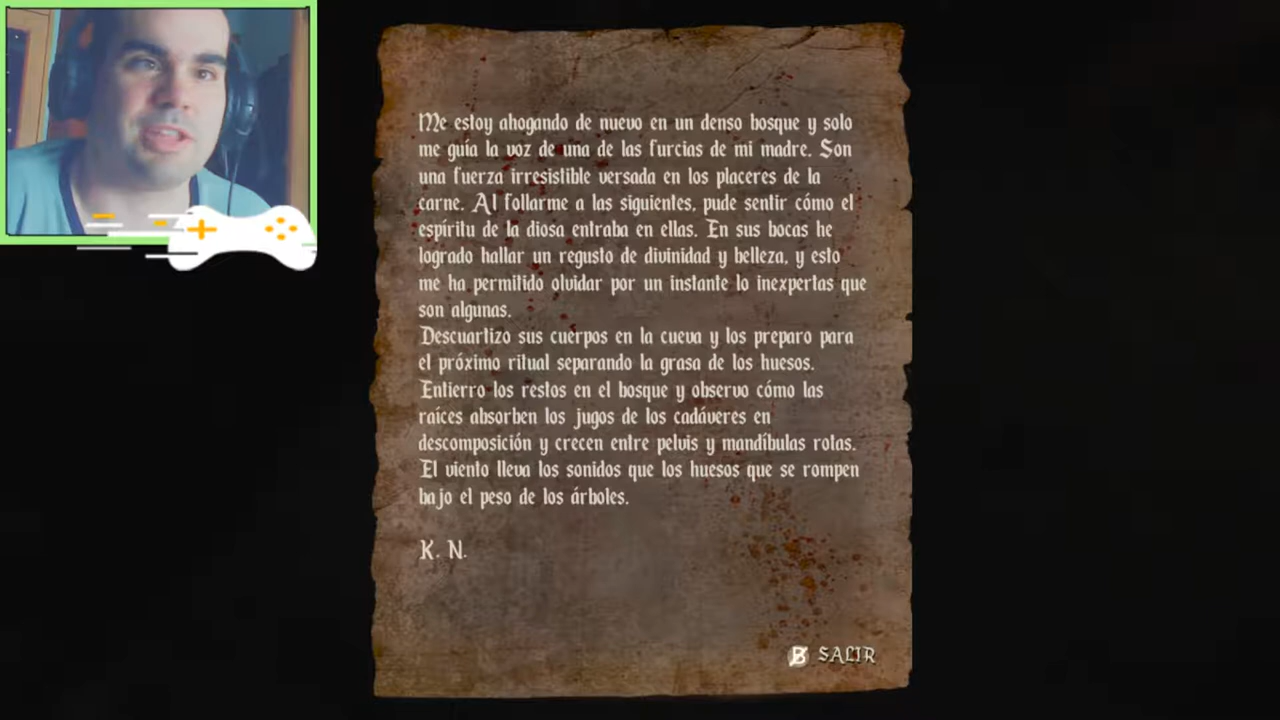 Me estoy ahogando de nuevo en un denso bosque y solo
me guía la voz de una de las furcias de mi madre. Son
una fuerza irresistible versada en los placeres de la
carne. Al follarme a las siguientes, pude sentir cómo el
espíritu de la diosa entraba en ellas. En sus bocas he
logrado hallar un regusto de divinidad y belleza, y esto
me ha permitido olvidar por un instante lo inexpertas que
son algunas.
Descuartizo sus cuerpos en la cueva y los preparo para
el próximo ritual separando la grasa de los huesos.
Entierro los restos en el bosque y observo cómo las
raíces absorben los jugos de los cadáveres en
descomposición y crecen entre pelvis y mandíbulas rotas.
El viento lleva los sonidos que los huesos que se rompen
bajo el peso de los árboles.
K. N.
B SALIR